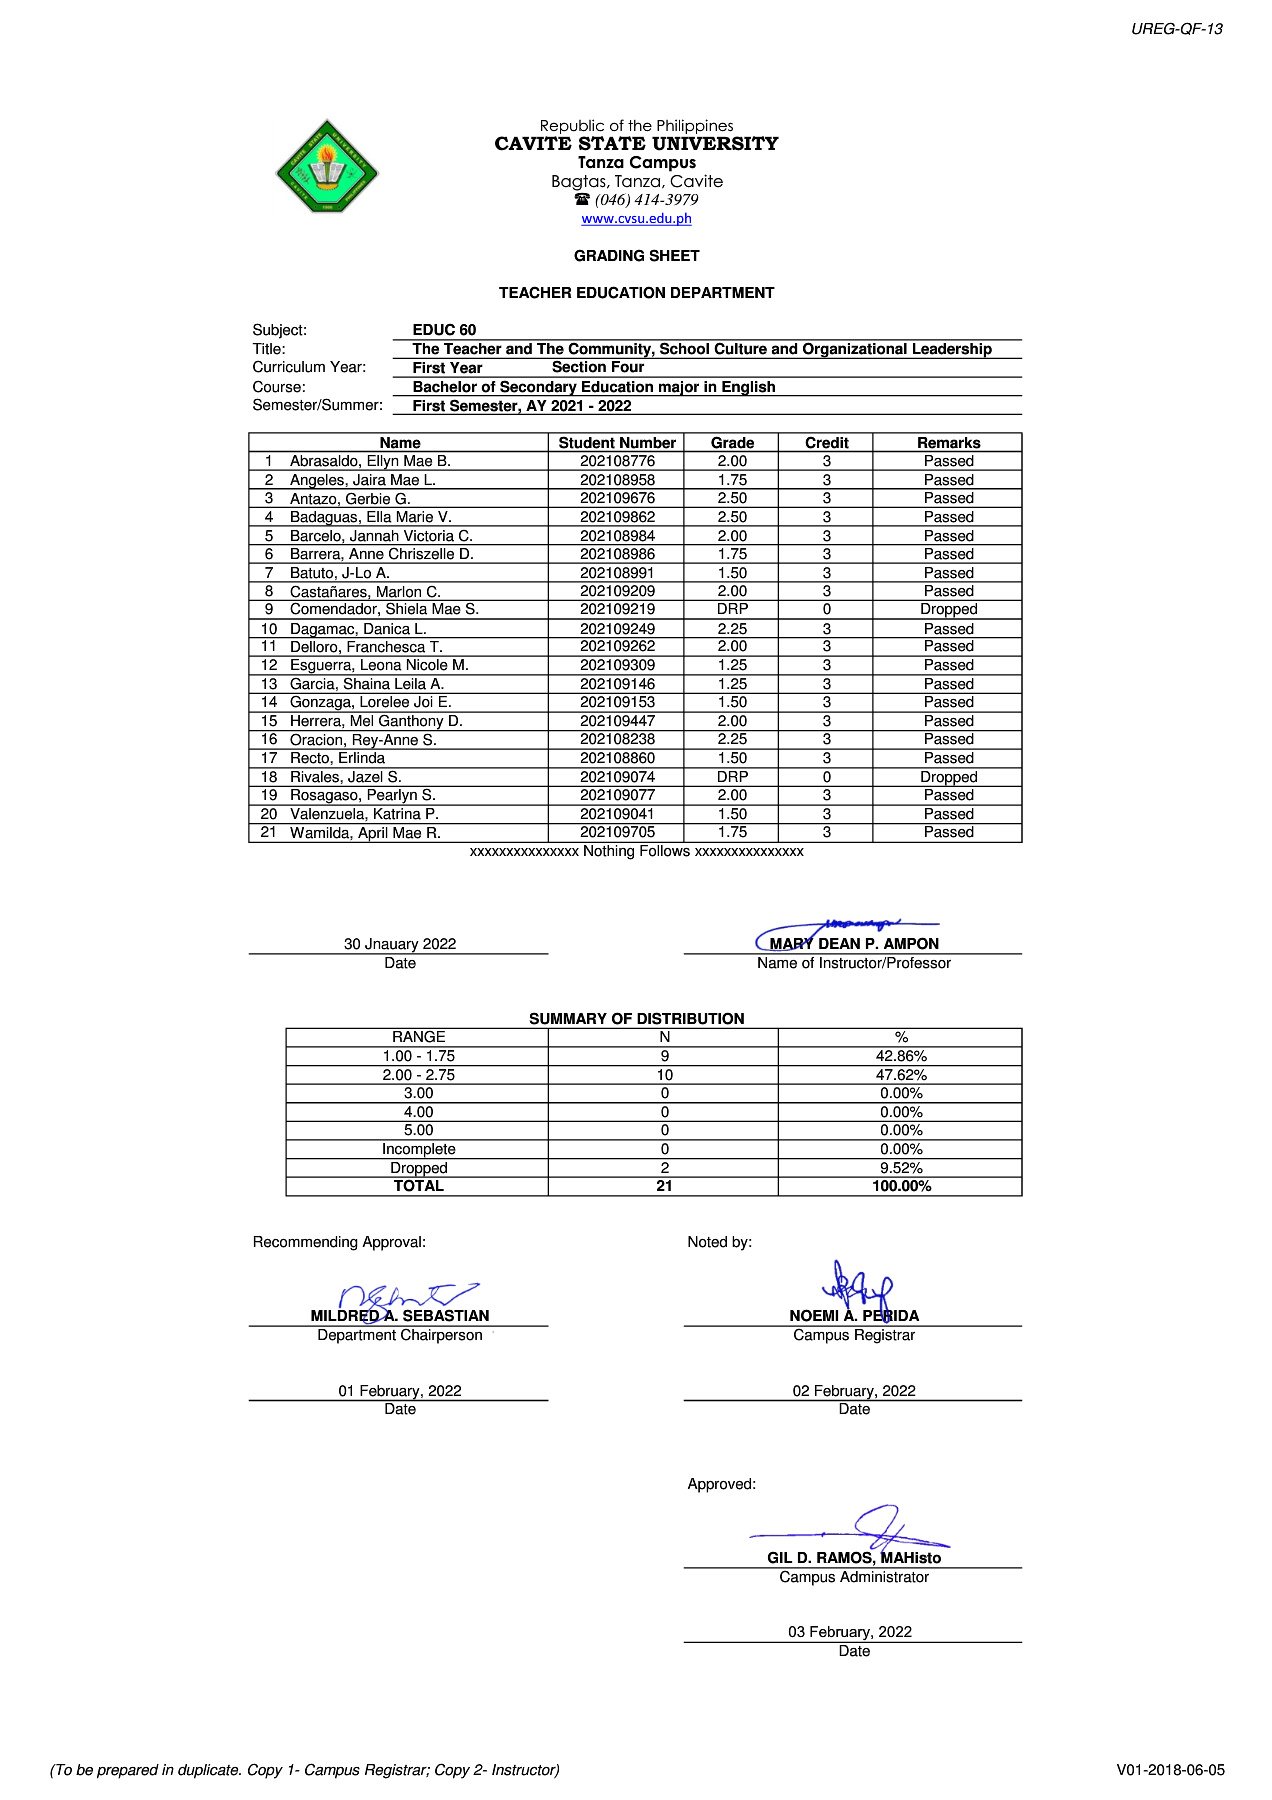 UREG-QF-13
Republic of the Philippines
CAVITE STATE UNIVERSITY
Tanza Campus
Bagtas, Tanza, Cavite
☎ (046) 414-3979
www.cvsu.edu.ph
GRADING SHEET
TEACHER EDUCATION DEPARTMENT
Subject: EDUC 60
Title: The Teacher and The Community, School Culture and Organizational Leadership
Curriculum Year: First Year Section Four
Course: Bachelor of Secondary Education major in English
Semester/Summer: First Semester, AY 2021 - 2022
Name Student Number Grade Credit Remarks
1 Abrasaldo, Ellyn Mae B. 202108776 2.00 3 Passed
2 Angeles, Jaira Mae L. 202108958 1.75 3 Passed
3 Antazo, Gerbie G. 202109676 2.50 3 Passed
4 Badaguas, Ella Marie V. 202109862 2.50 3 Passed
5 Barcelo, Jannah Victoria C. 202108984 2.00 3 Passed
6 Barrera, Anne Chriszelle D. 202108986 1.75 3 Passed
7 Batuto, J-Lo A. 202108991 1.50 3 Passed
8 Castañares, Marlon C. 202109209 2.00 3 Passed
9 Comendador, Shiela Mae S. 202109219 DRP 0 Dropped
10 Dagamac, Danica L. 202109249 2.25 3 Passed
11 Delloro, Franchesca T. 202109262 2.00 3 Passed
12 Esguerra, Leona Nicole M. 202109309 1.25 3 Passed
13 Garcia, Shaina Leila A. 202109146 1.25 3 Passed
14 Gonzaga, Lorelee Joi E. 202109153 1.50 3 Passed
15 Herrera, Mel Ganthony D. 202109447 2.00 3 Passed
16 Oracion, Rey-Anne S. 202108238 2.25 3 Passed
17 Recto, Erlinda 202108860 1.50 3 Passed
18 Rivales, Jazel S. 202109074 DRP 0 Dropped
19 Rosagaso, Pearlyn S. 202109077 2.00 3 Passed
20 Valenzuela, Katrina P. 202109041 1.50 3 Passed
21 Wamilda, April Mae R. 202109705 1.75 3 Passed
xxxxxxxxxxxxxxx Nothing Follows xxxxxxxxxxxxxxx
30 Jnauary 2022 MARY DEAN P. AMPON
Date Name of Instructor/Professor
SUMMARY OF DISTRIBUTION
RANGE N %
1.00 - 1.75 9 42.86%
2.00 - 2.75 10 47.62%
3.00 0 0.00%
4.00 0 0.00%
5.00 0 0.00%
Incomplete 0 0.00%
Dropped 2 9.52%
TOTAL 21 100.00%
Recommending Approval: Noted by:
MILDRED A. SEBASTIAN NOEMI A. PERIDA
Department Chairperson Campus Registrar
01 February, 2022 02 February, 2022
Date Date
Approved:
GIL D. RAMOS, MAHisto
Campus Administrator
03 February, 2022
Date
(To be prepared in duplicate. Copy 1- Campus Registrar; Copy 2- Instructor) V01-2018-06-05